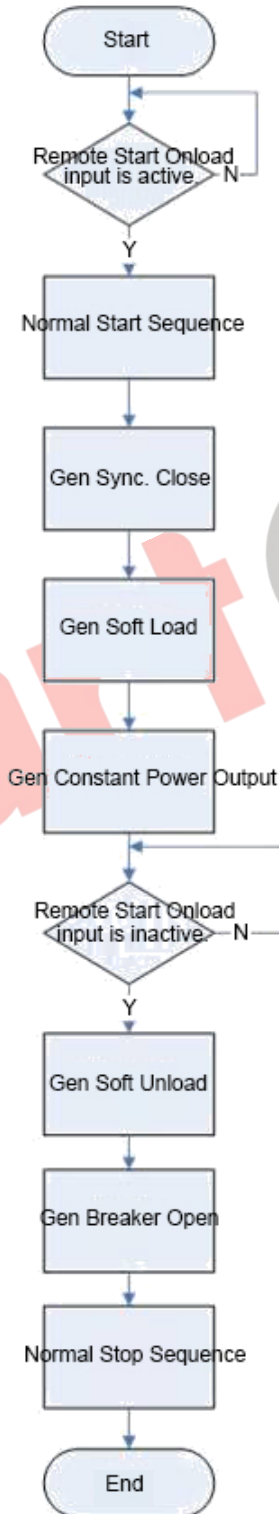 Start
Remote Start Onload
input is active.
N
Y
Normal Start Sequence
Gen Sync. Close
Gen Soft Load
Gen Constant Power Output
Remote Start Onload
input is inactive.
N
Y
Gen Soft Unload
Gen Breaker Open
Normal Stop Sequence
End